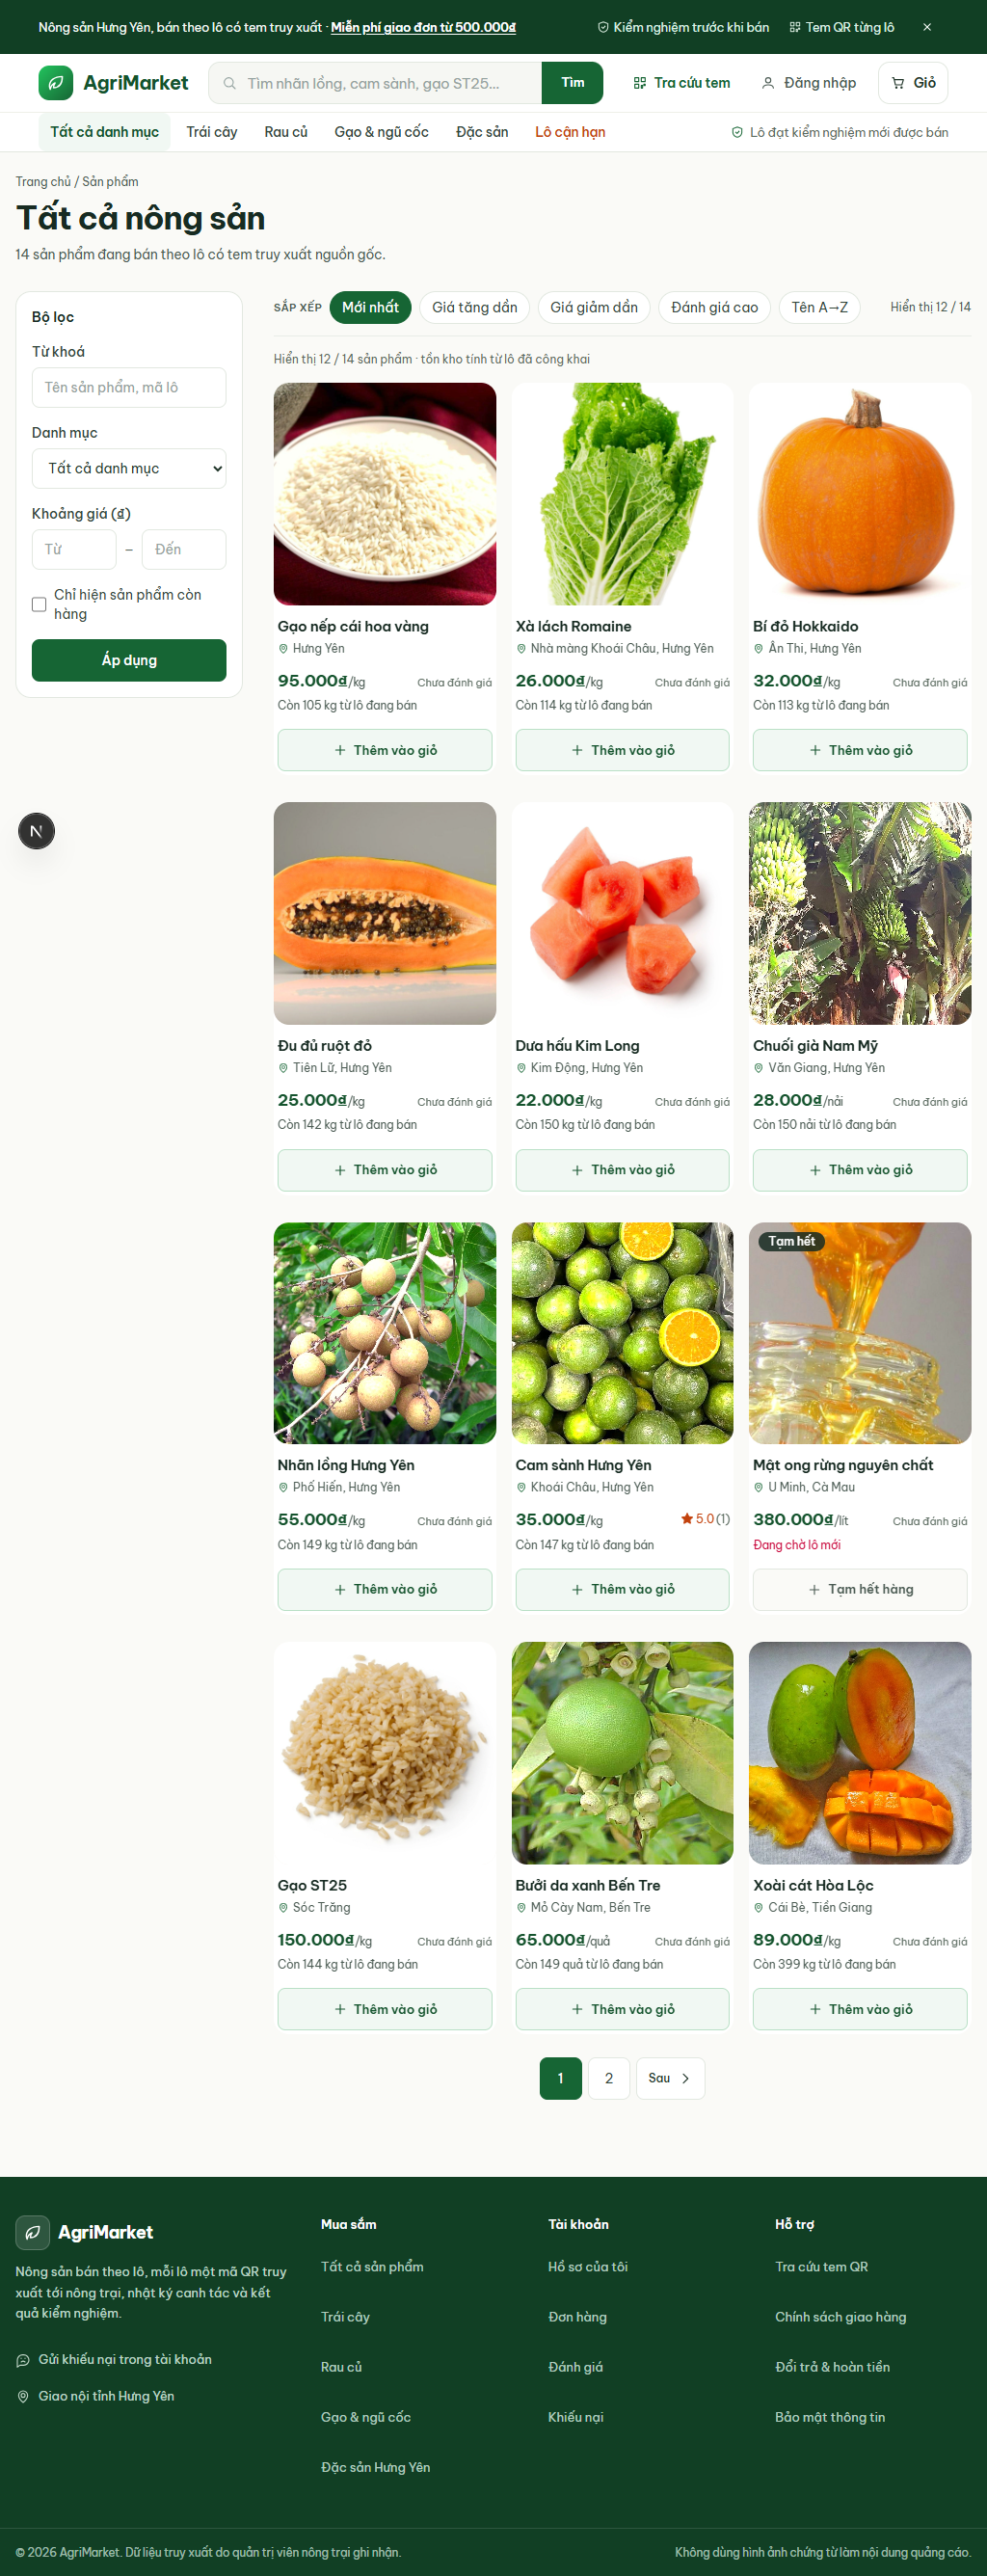 Nông sản Hưng Yên, bán theo lô có tem truy xuất · Miễn phí giao đơn từ 500.000₫
Kiểm nghiệm trước khi bán
Tem QR từng lô
AgriMarket
Tìm nhãn lồng, cam sành, gạo ST25...
Tìm
Tra cứu tem
Đăng nhập
Giỏ
Tất cả danh mục
Trái cây
Rau củ
Gạo & ngũ cốc
Đặc sản
Lô cận hạn
Lô đạt kiểm nghiệm mới được bán
Trang chủ / Sản phẩm
Tất cả nông sản
14 sản phẩm đang bán theo lô có tem truy xuất nguồn gốc.
Bộ lọc
Từ khoá
Tên sản phẩm, mã lô
Danh mục
Tất cả danh mục
Khoảng giá (₫)
Từ
–
Đến
Chỉ hiện sản phẩm còn
hàng
Áp dụng
SẮP XẾP
Mới nhất
Giá tăng dần
Giá giảm dần
Đánh giá cao
Tên A→Z
Hiển thị 12 / 14
Hiển thị 12 / 14 sản phẩm · tồn kho tính từ lô đã công khai
Gạo nếp cái hoa vàng
Hưng Yên
95.000₫/kg
Chưa đánh giá
Còn 105 kg từ lô đang bán
Thêm vào giỏ
Xà lách Romaine
Nhà màng Khoái Châu, Hưng Yên
26.000₫/kg
Chưa đánh giá
Còn 114 kg từ lô đang bán
Thêm vào giỏ
Bí đỏ Hokkaido
Ân Thi, Hưng Yên
32.000₫/kg
Chưa đánh giá
Còn 113 kg từ lô đang bán
Thêm vào giỏ
Đu đủ ruột đỏ
Tiên Lữ, Hưng Yên
25.000₫/kg
Chưa đánh giá
Còn 142 kg từ lô đang bán
Thêm vào giỏ
Dưa hấu Kim Long
Kim Động, Hưng Yên
22.000₫/kg
Chưa đánh giá
Còn 150 kg từ lô đang bán
Thêm vào giỏ
Chuối già Nam Mỹ
Văn Giang, Hưng Yên
28.000₫/nải
Chưa đánh giá
Còn 150 nải từ lô đang bán
Thêm vào giỏ
Nhãn lồng Hưng Yên
Phố Hiến, Hưng Yên
55.000₫/kg
Chưa đánh giá
Còn 149 kg từ lô đang bán
Thêm vào giỏ
Cam sành Hưng Yên
Khoái Châu, Hưng Yên
35.000₫/kg
5.0 (1)
Còn 147 kg từ lô đang bán
Thêm vào giỏ
Tạm hết
Mật ong rừng nguyên chất
U Minh, Cà Mau
380.000₫/lít
Chưa đánh giá
Đang chờ lô mới
Tạm hết hàng
Gạo ST25
Sóc Trăng
150.000₫/kg
Chưa đánh giá
Còn 144 kg từ lô đang bán
Thêm vào giỏ
Bưởi da xanh Bến Tre
Mỏ Cày Nam, Bến Tre
65.000₫/quả
Chưa đánh giá
Còn 149 quả từ lô đang bán
Thêm vào giỏ
Xoài cát Hòa Lộc
Cái Bè, Tiền Giang
89.000₫/kg
Chưa đánh giá
Còn 399 kg từ lô đang bán
Thêm vào giỏ
1
2
Sau
AgriMarket
Nông sản bán theo lô, mỗi lô một mã QR truy
xuất tới nông trại, nhật ký canh tác và kết
quả kiểm nghiệm.
Gửi khiếu nại trong tài khoản
Giao nội tỉnh Hưng Yên
Mua sắm
Tất cả sản phẩm
Trái cây
Rau củ
Gạo & ngũ cốc
Đặc sản Hưng Yên
Tài khoản
Hồ sơ của tôi
Đơn hàng
Đánh giá
Khiếu nại
Hỗ trợ
Tra cứu tem QR
Chính sách giao hàng
Đổi trả & hoàn tiền
Bảo mật thông tin
© 2026 AgriMarket. Dữ liệu truy xuất do quản trị viên nông trại ghi nhận.
Không dùng hình ảnh chứng từ làm nội dung quảng cáo.